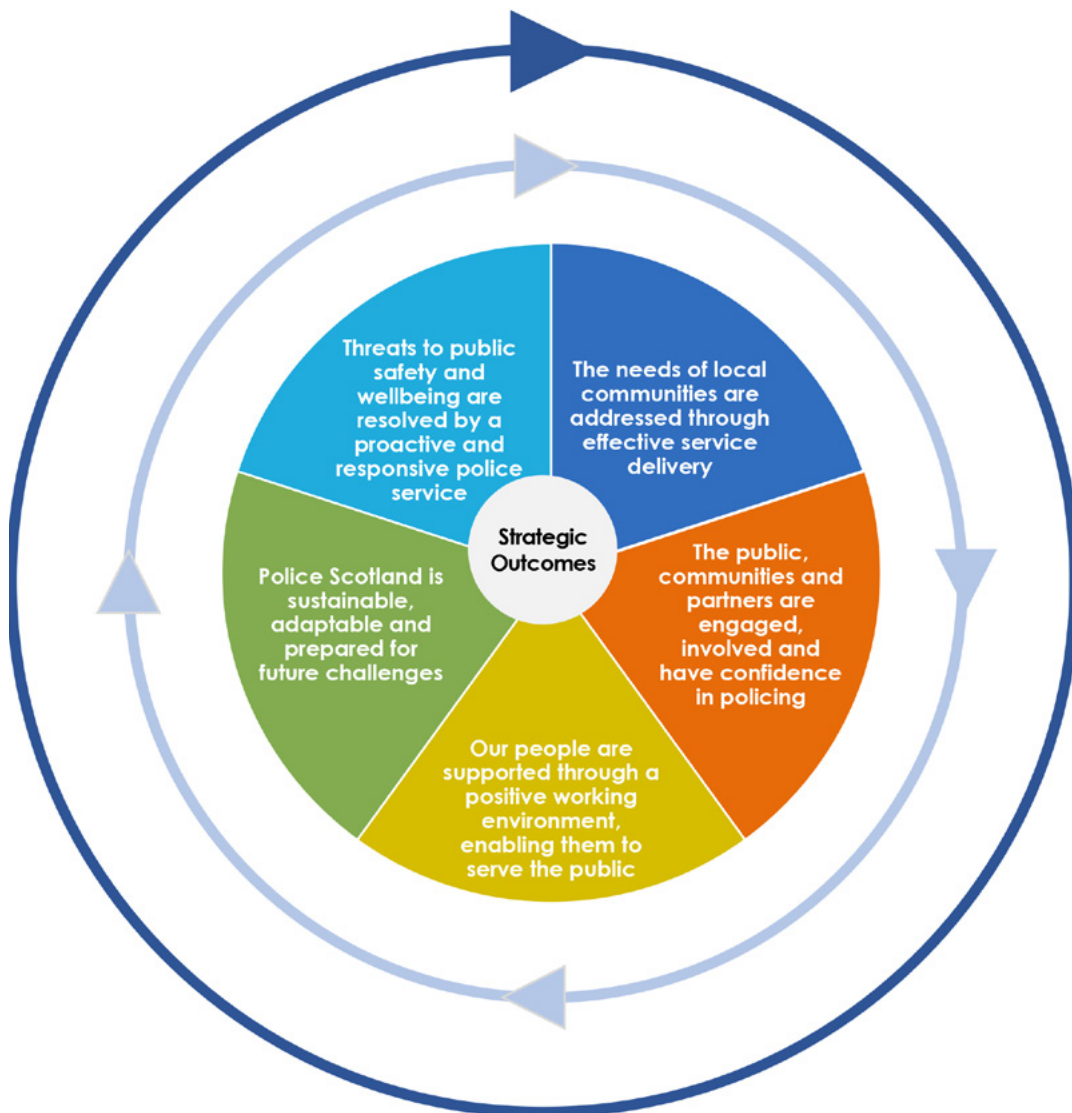 Threats to public
safety and
wellbeing are
resolved by a
proactive and
responsive police
service
The needs of local
communities are
addressed through
effective service
delivery
Strategic
Outcomes
The public,
communities and
partners are
engaged,
involved and
have confidence
in policing
Police Scotland is
sustainable,
adaptable and
prepared for
future challenges
Our people are
supported through a
positive working
environment,
enabling them to
serve the public